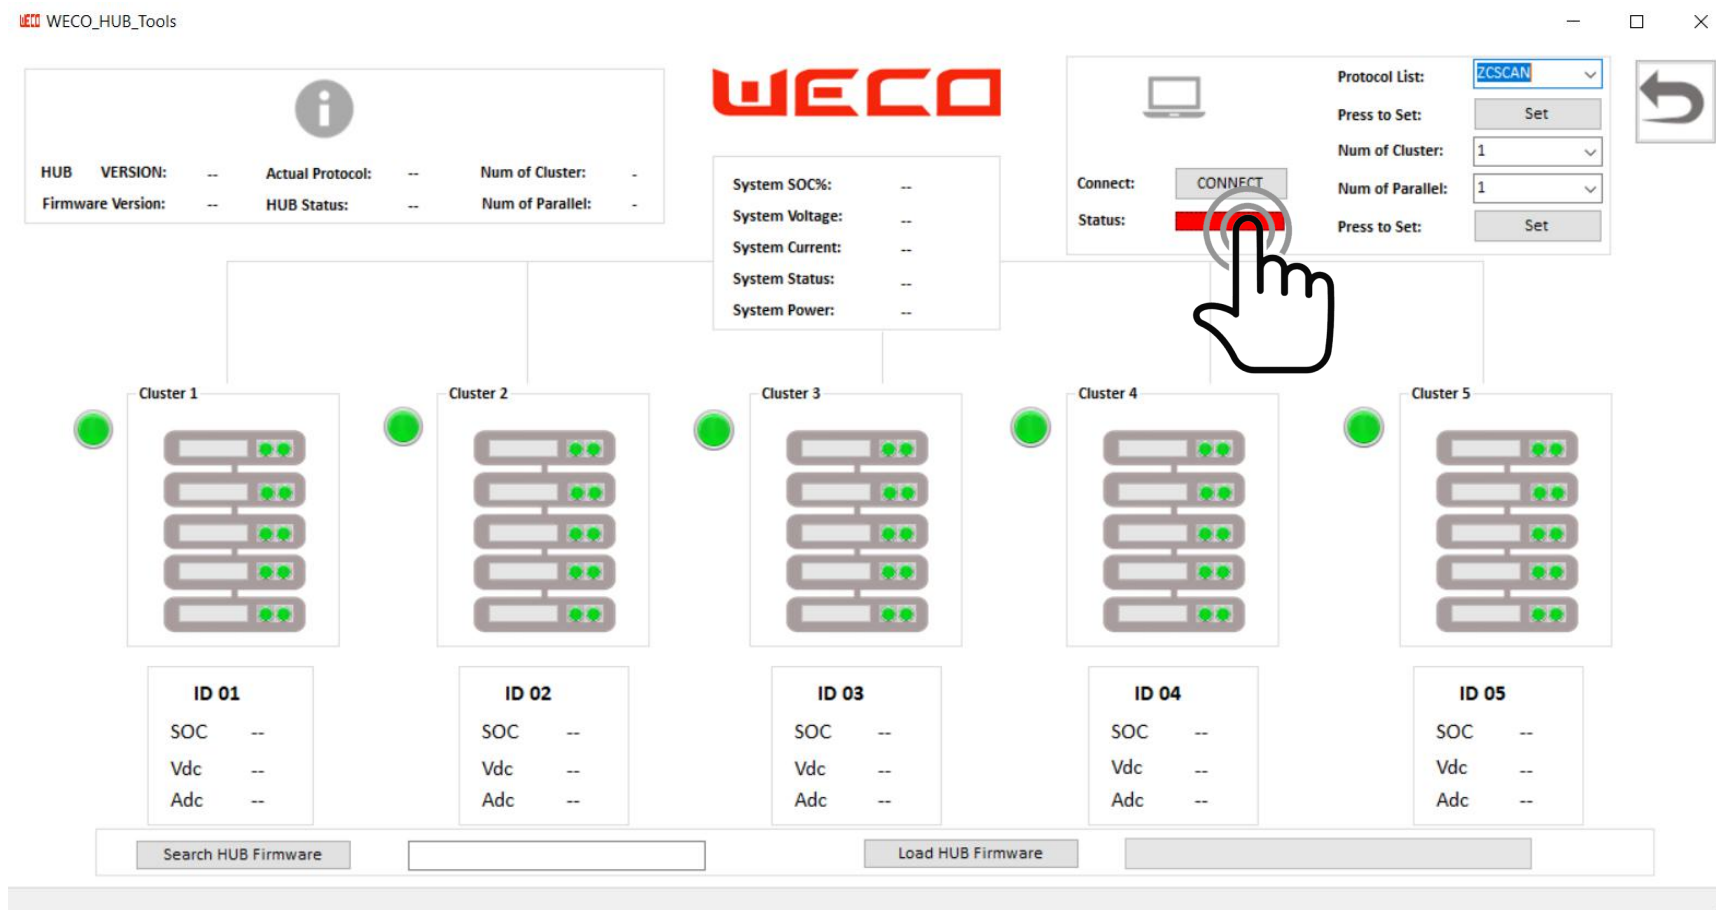 WECO WECO_HUB_Tools
WECO
HUB VERSION: -- Actual Protocol: -- Num of Cluster: -
Firmware Version: -- HUB Status: -- Num of Parallel: -
System SOC%: --
System Voltage: --
System Current: --
System Status: --
System Power: --
Connect: CONNECT
Status:
Protocol List: ZCSCAN
Press to Set: Set
Num of Cluster: 1
Num of Parallel: 1
Press to Set: Set
Cluster 1
Cluster 2
Cluster 3
Cluster 4
Cluster 5
ID 01
SOC --
Vdc --
Adc --
ID 02
SOC --
Vdc --
Adc --
ID 03
SOC --
Vdc --
Adc --
ID 04
SOC --
Vdc --
Adc --
ID 05
SOC --
Vdc --
Adc --
Search HUB Firmware
Load HUB Firmware